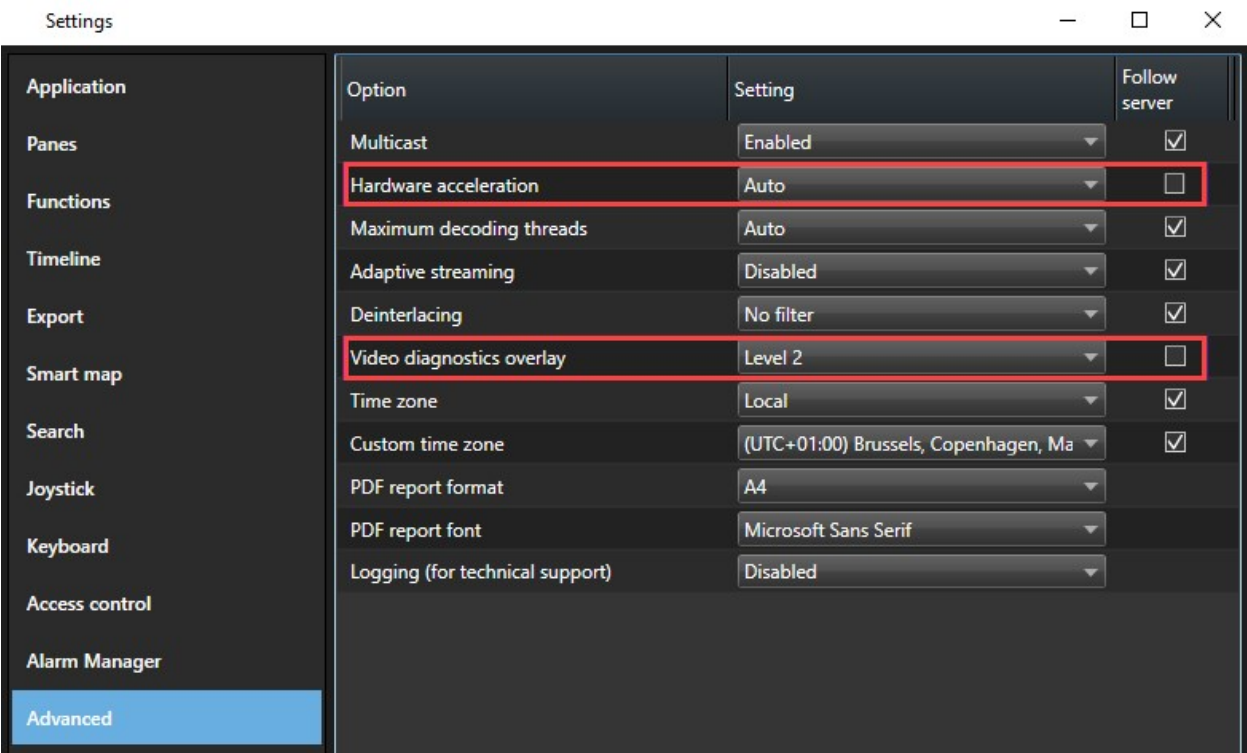 Settings
Application
Panes
Functions
Timeline
Export
Smart map
Search
Joystick
Keyboard
Access control
Alarm Manager
Advanced
Option Setting Follow server
Multicast Enabled
Hardware acceleration Auto
Maximum decoding threads Auto
Adaptive streaming Disabled
Deinterlacing No filter
Video diagnostics overlay Level 2
Time zone Local
Custom time zone (UTC+01:00) Brussels, Copenhagen, Ma
PDF report format A4
PDF report font Microsoft Sans Serif
Logging (for technical support) Disabled